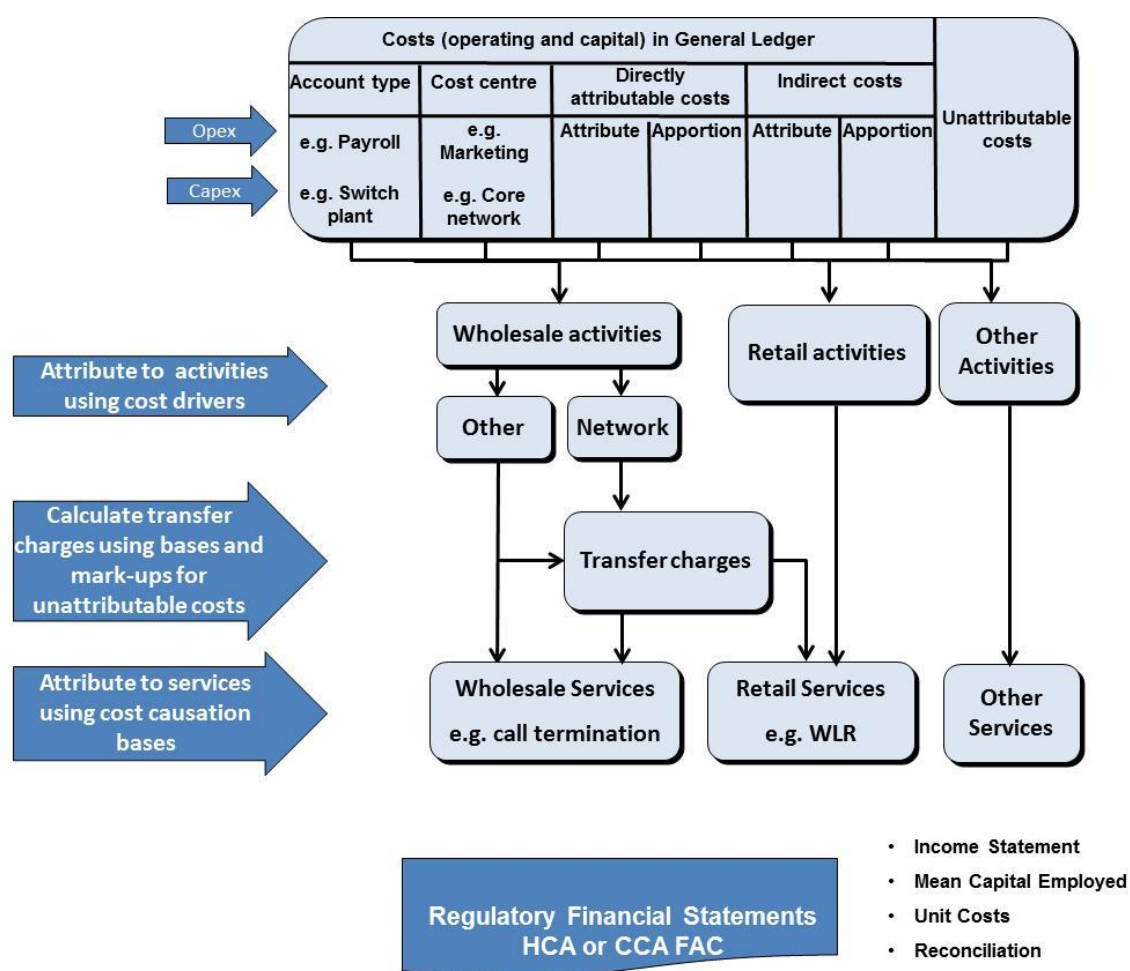 Costs (operating and capital) in General Ledger
Account type
Cost centre
Directly
attributable costs
Indirect costs
Unattributable
costs
Opex
e.g. Payroll
e.g.
Marketing
Attribute
Apportion
Attribute
Apportion
Capex
e.g. Switch
plant
e.g. Core
network
Wholesale activities
Retail activities
Other
Activities
Attribute to activities
using cost drivers
Other
Network
Calculate transfer
charges using bases and
mark-ups for
unattributable costs
Transfer charges
Attribute to services
using cost causation
bases
Wholesale Services
e.g. call termination
Retail Services
e.g. WLR
Other
Services
Regulatory Financial Statements
HCA or CCA FAC
• Income Statement
• Mean Capital Employed
• Unit Costs
• Reconciliation